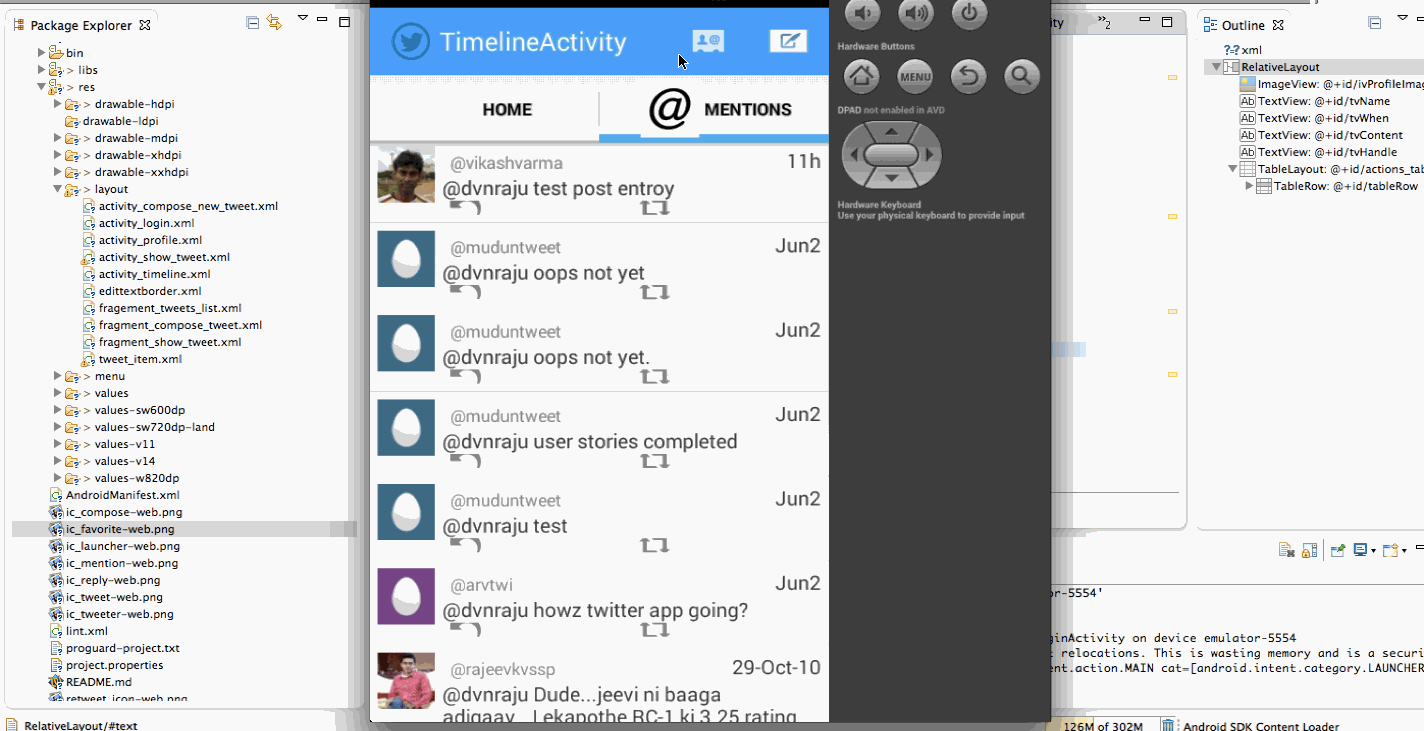 Package Explorer
bin
> libs
> res
> drawable-hdpi
drawable-ldpi
> drawable-mdpi
> drawable-xhdpi
> drawable-xxhdpi
> layout
activity_compose_new_tweet.xml
activity_login.xml
activity_profile.xml
activity_show_tweet.xml
activity_timeline.xml
edittextborder.xml
fragement_tweets_list.xml
fragment_compose_tweet.xml
fragment_show_tweet.xml
tweet_item.xml
> menu
> values
> values-sw600dp
> values-sw720dp-land
> values-v11
> values-v14
> values-w820dp
AndroidManifest.xml
ic_compose-web.png
ic_favorite-web.png
ic_launcher-web.png
ic_mention-web.png
ic_reply-web.png
ic_tweet-web.png
ic_tweeter-web.png
lint.xml
proguard-project.txt
project.properties
README.md
retweet_icon-web.png
RelativeLayout/#text
TimelineActivity
HOME
@ MENTIONS
@vikashvarma 11h
@dvnraju test post entroy
@muduntweet Jun2
@dvnraju oops not yet
@muduntweet Jun2
@dvnraju oops not yet.
@muduntweet Jun2
@dvnraju user stories completed
@muduntweet Jun2
@dvnraju test
@arvtwi Jun2
@dvnraju howz twitter app going?
@rajeevkvssp 29-Oct-10
@dvnraju Dude...jeevi ni baaga
adigaav... Lekapothe RC-1 ki 3.25 rating
Hardware Buttons
MENU
DPAD not enabled in AVD
Hardware Keyboard
Use your physical keyboard to provide input
ity
»2
Outline
?-? xml
RelativeLayout
ImageView: @+id/ivProfileImag
Ab TextView: @+id/tvName
Ab TextView: @+id/tvWhen
Ab TextView: @+id/tvContent
Ab TextView: @+id/tvHandle
TableLayout: @+id/actions_tab
TableRow: @+id/tableRow
or-5554'
ginActivity on device emulator-5554
t relocations. This is wasting memory and is a securi
ent.action.MAIN cat=[android.intent.category.LAUNCHER
126M of 302M
Android SDK Content Loader